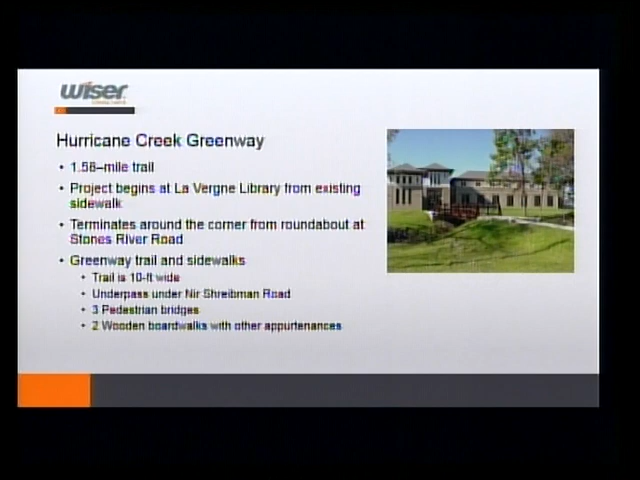 wiser
Hurricane Creek Greenway
• 1.58–mile trail
• Project begins at La Vergne Library from existing
sidewalk
• Terminates around the corner from roundabout at
Stones River Road
• Greenway trail and sidewalks
• Trail is 10-ft wide
• Underpass under Nir Shreibman Road
• 3 Pedestrian bridges
• 2 Wooden boardwalks with other appurtenances